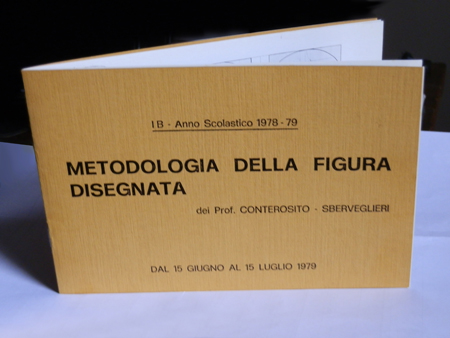 I B - Anno Scolastico 1978 - 79
METODOLOGIA DELLA FIGURA
DISEGNATA
dei Prof. CONTEROSITO - SBERVEGLIERI
DAL 15 GIUGNO AL 15 LUGLIO 1979